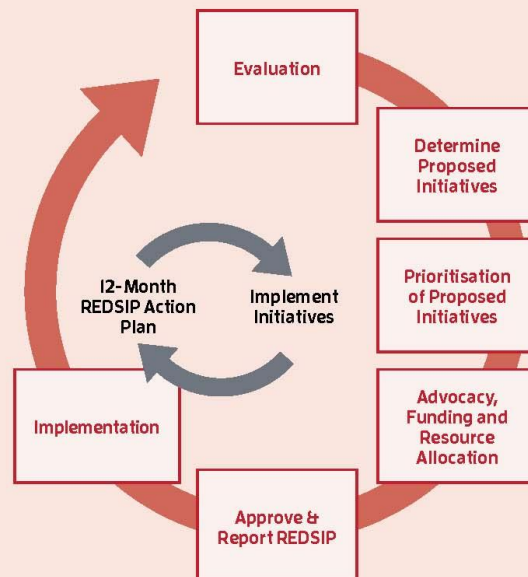 Evaluation
Determine
Proposed
Initiatives
Prioritisation
of Proposed
Initiatives
Advocacy,
Funding and
Resource
Allocation
Approve &
Report REDSIP
Implementation
12-Month
REDSIP Action
Plan
Implement
Initiatives